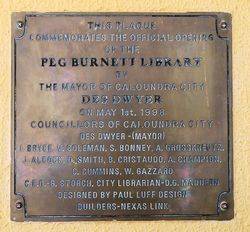 THIS PLAQUE
COMMEMORATES THE OFFICIAL OPENING
OF THE
PEG BURNETT LIBRARY
BY
THE MAYOR OF CALOUNDRA CITY
DES DWYER
ON MAY 1st, 1998
COUNCILLORS OF CALOUNDRA CITY
DES DWYER -(MAYOR)
J. BRYCE, V. COLEMAN, S. BONNEY, A. GROSSKREUTZ,
J. ALCOCK, D. SMITH, B. CRISTAUDO, A. CHAMPION,
G. CUMMINS, W. GAZZARD
C.E.O.- B. STORCH, CITY LIBRARIAN-D.G.
DESIGNED BY PAUL LUFF DESIGN
BUILDERS-NEXAS LINK